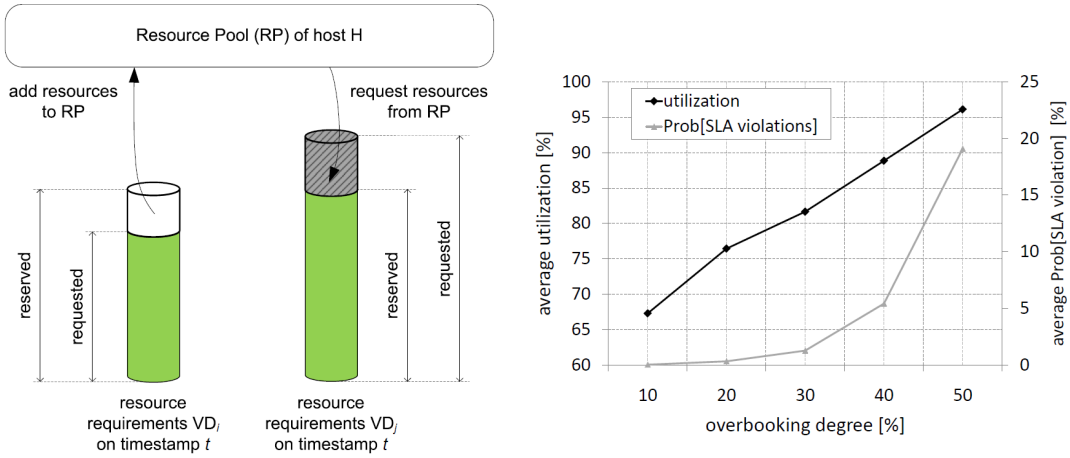 Resource Pool (RP) of host H
add resources
to RP
request resources
from RP
reserved
requested
reserved
requested
resource
requirements VDi
on timestamp t
resource
requirements VDj
on timestamp t
utilization
Prob[SLA violations]
average utilization [%]
100
95
90
85
80
75
70
65
60
25
20
15
10
5
0
average Prob[SLA violation] [%]
10 20 30 40 50
overbooking degree [%]